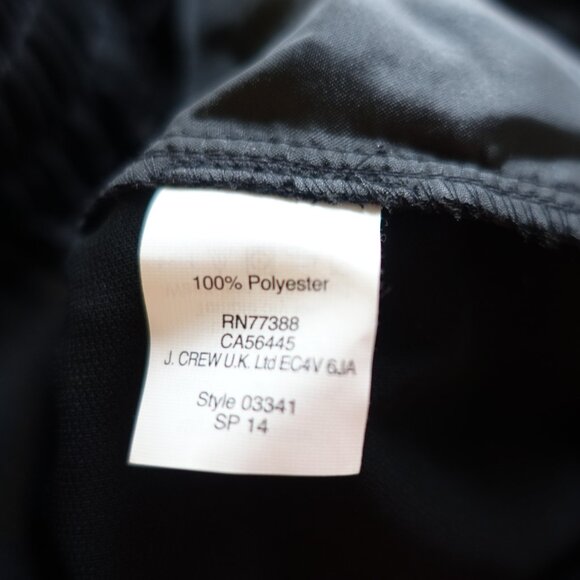 100% Polyester
RN77388
CA56445
J. CREW U.K. Ltd EC4V 6JA
Style 03341
SP 14